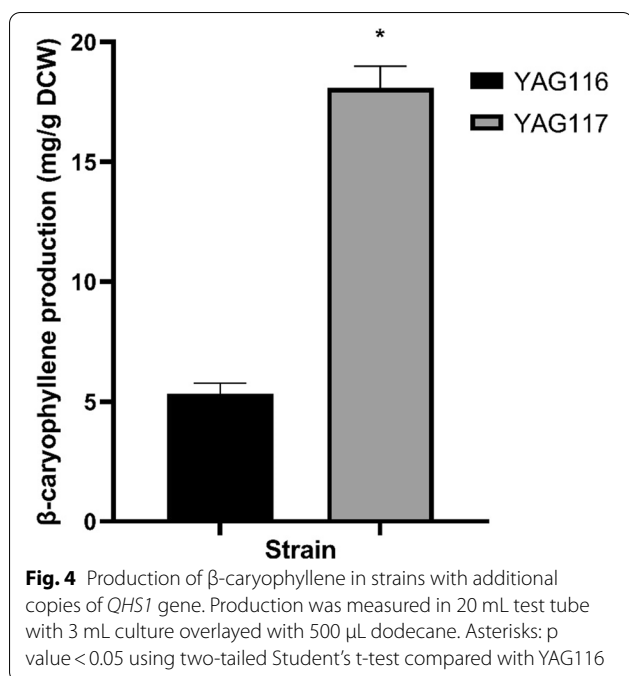 20
*
YAG116
YAG117
15
10
5
0
β-caryophyllene production (mg/g DCW)
Strain
Fig. 4 Production of β-caryophyllene in strains with additional
copies of QHS1 gene. Production was measured in 20 mL test tube
with 3 mL culture overlayed with 500 µL dodecane. Asterisks: p
value < 0.05 using two-tailed Student's t-test compared with YAG116